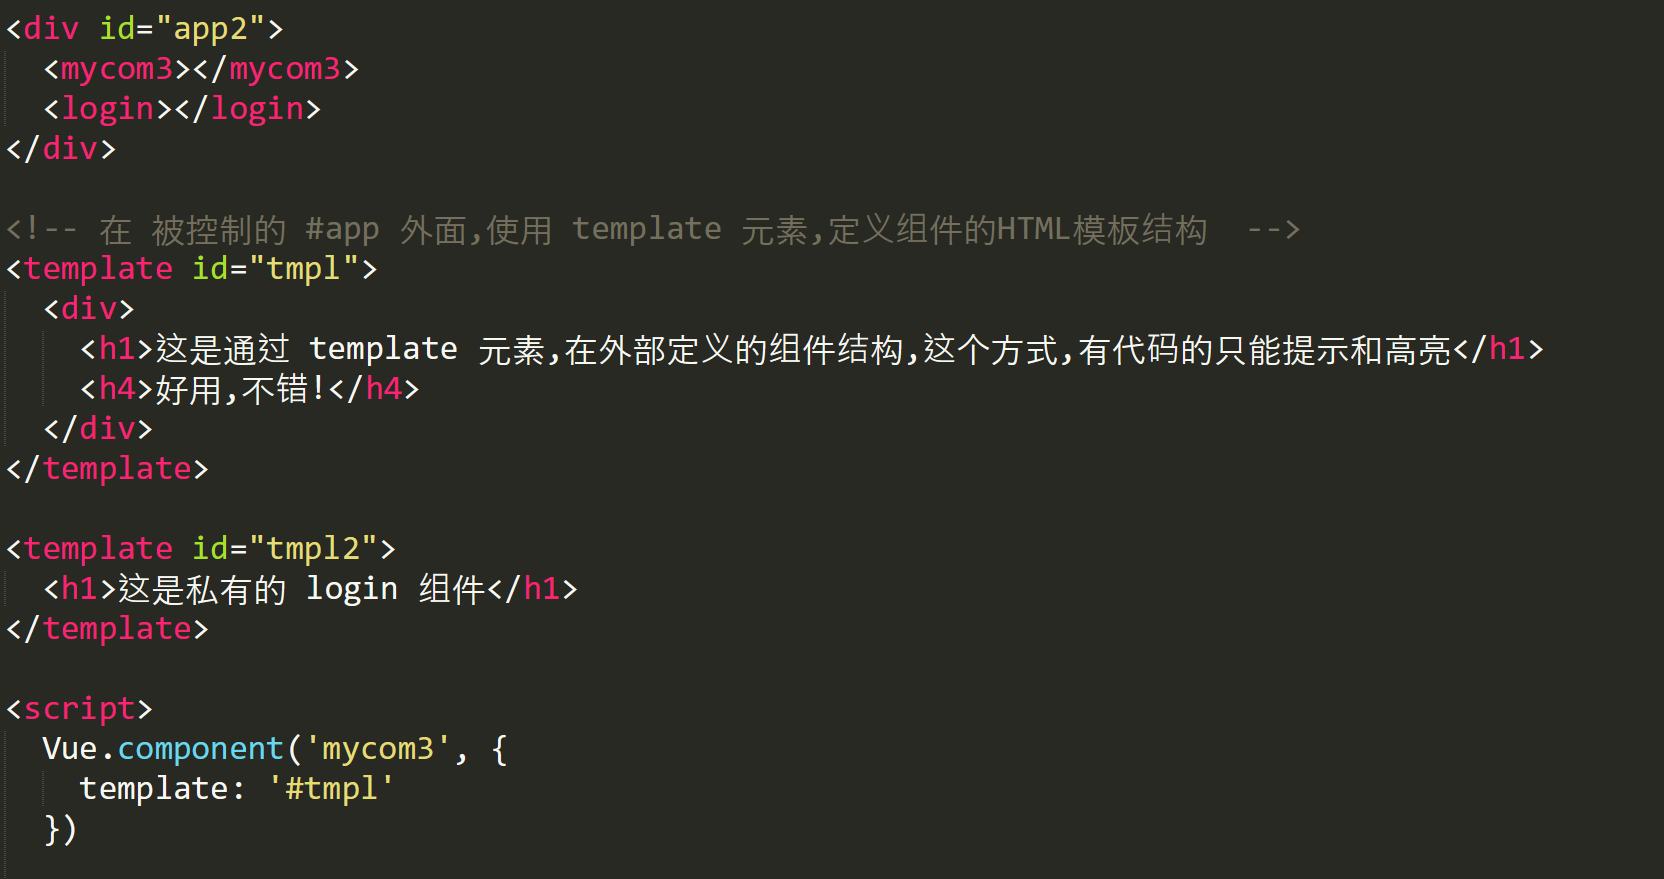 <div id="app2">
  <mycom3></mycom3>
  <login></login>
</div>

<!-- 在 被控制的 #app 外面,使用 template 元素,定义组件的HTML模板结构  -->
<template id="tmpl">
  <div>
    <h1>这是通过 template 元素,在外部定义的组件结构,这个方式,有代码的只能提示和高亮</h1>
    <h4>好用,不错!</h4>
  </div>
</template>

<template id="tmpl2">
  <h1>这是私有的 login 组件</h1>
</template>

<script>
  Vue.component('mycom3', {
    template: '#tmpl'
  })